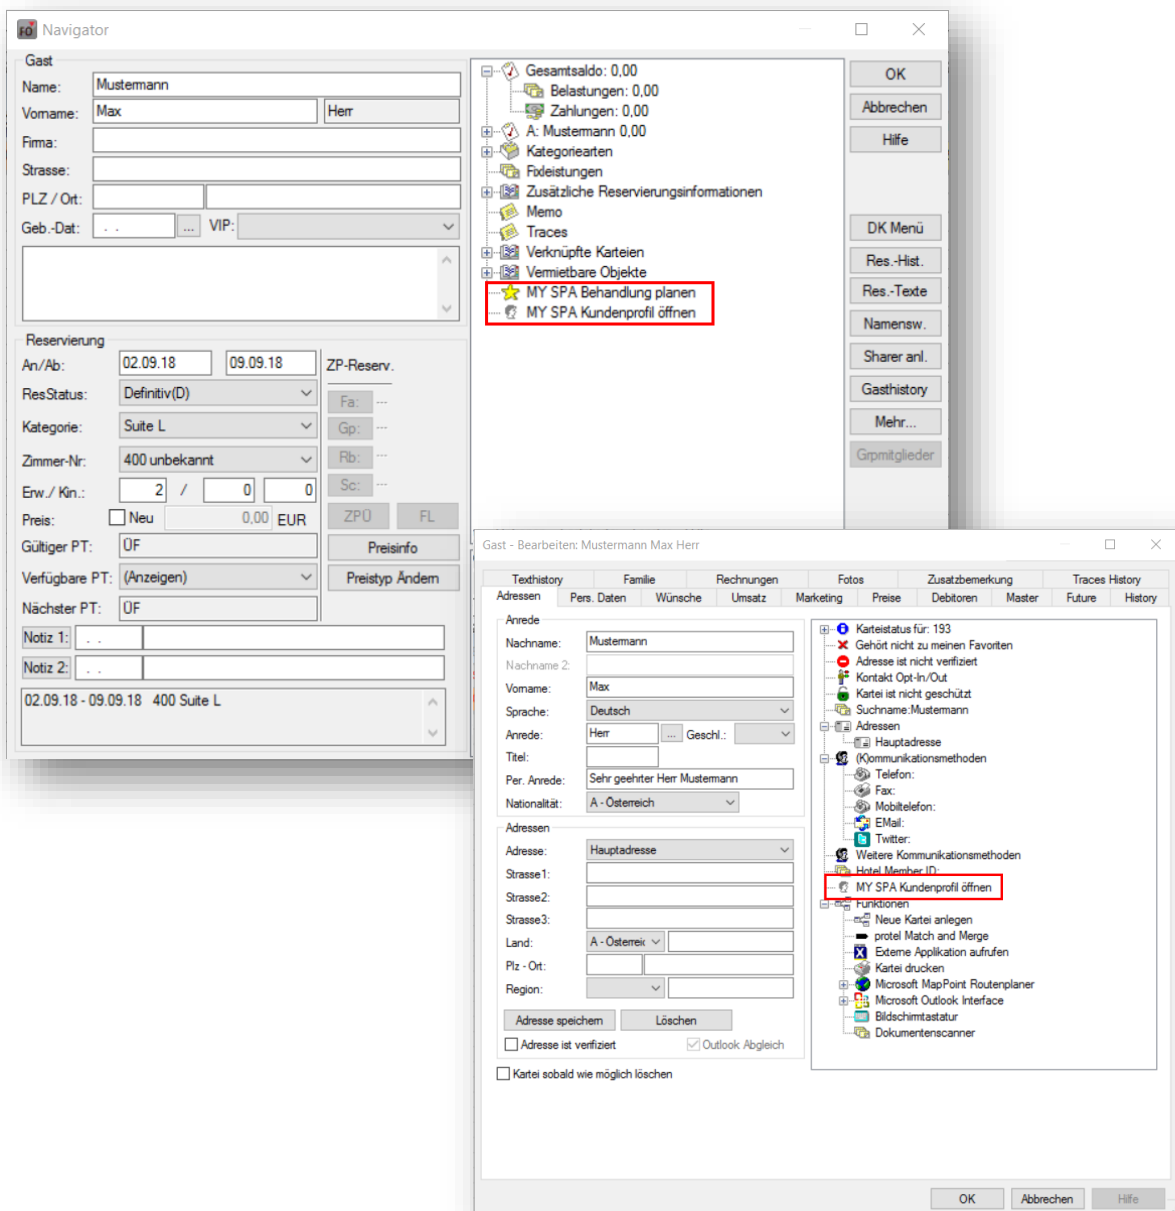 FO Navigator
Gast
Name: Mustermann
Vorname: Max Herr
Firma:
Strasse:
PLZ / Ort:
Geb.-Dat: . . ... VIP:
Reservierung
An/Ab: 02.09.18 09.09.18 ZP-Reserv.
ResStatus: Definitiv(D)
Fa: ---
Kategorie: Suite L
Gp: ---
Zimmer-Nr: 400 unbekannt
Rb: ---
Erw./ Kin.: 2 / 0 0
Sc: ---
Preis: Neu 0,00 EUR ZPÜ FL
Gültiger PT: ÜF Preisinfo
Verfügbare PT: (Anzeigen) Preistyp Ändern
Nächster PT: ÜF
Notiz 1: . .
Notiz 2: . .
02.09.18 - 09.09.18 400 Suite L
Gesamtsaldo: 0,00
Belastungen: 0,00
Zahlungen: 0,00
A: Mustermann 0,00
Kategoriearten
Fixleistungen
Zusätzliche Reservierungsinformationen
Memo
Traces
Verknüpfte Karteien
Vermietbare Objekte
MY SPA Behandlung planen
MY SPA Kundenprofil öffnen
OK
Abbrechen
Hilfe
DK Menü
Res.-Hist.
Res.-Texte
Namensw.
Sharer anl.
Gasthistory
Mehr...
Grpmitglieder
Gast - Bearbeiten: Mustermann Max Herr
Texthistory Familie Rechnungen Fotos Zusatzbemerkung Traces History
Adressen Pers. Daten Wünsche Umsatz Marketing Preise Debitoren Master Future History
Anrede
Nachname: Mustermann
Nachname 2:
Vorname: Max
Sprache: Deutsch
Anrede: Herr ... Geschl.:
Titel:
Per. Anrede: Sehr geehrter Herr Mustermann
Nationalität: A - Österreich
Adressen
Adresse: Hauptadresse
Strasse1:
Strasse2:
Strasse3:
Land: A - Österreic
Plz - Ort:
Region:
Adresse speichern Löschen
Adresse ist verifiziert Outlook Abgleich
Kartei sobald wie möglich löschen
Karteistatus für: 193
Gehört nicht zu meinen Favoriten
Adresse ist nicht verifiziert
Kontakt Opt-In/Out
Kartei ist nicht geschützt
Suchname:Mustermann
Adressen
Hauptadresse
(K)ommunikationsmethoden
Telefon:
Fax:
Mobiltelefon:
EMail:
Twitter:
Weitere Kommunikationsmethoden
Hotel Member ID:
MY SPA Kundenprofil öffnen
Funktionen
Neue Kartei anlegen
protel Match and Merge
Externe Applikation aufrufen
Kartei drucken
Microsoft MapPoint Routenplaner
Microsoft Outlook Interface
Bildschirmtastatur
Dokumentenscanner
OK Abbrechen Hilfe